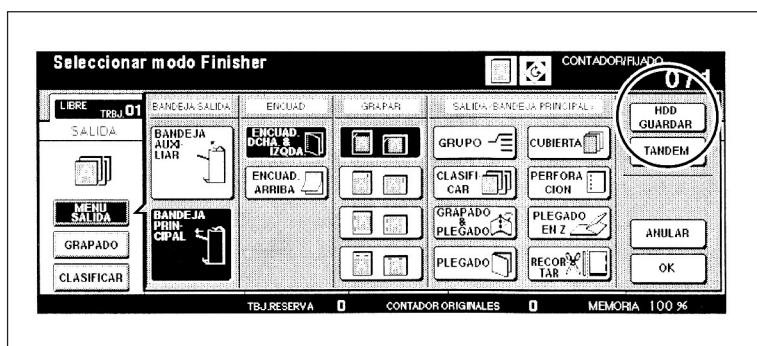 Seleccionar modo Finisher
CONTADOR/FIJADO
0/1
LIBRE TRBJ.01
SALIDA
MENU
SALIDA
GRAPADO
CLASIFICAR
BANDEJA SALIDA
BANDEJA
AUXI-
LIAR
BANDEJA
PRIN-
CIPAL
ENCUAD
ENCUAD.
DCHA &
IZQDA.
ENCUAD.
ARRIBA
GRAPAR
SALIDA <BANDEJA PRINCIPAL>
GRUPO
CUBIERTA
CLASIFI-
CAR
PERFORA
CION
GRAPADO
&
PLEGADO
PLEGADO
EN Z
PLEGADO
RECOR-
TAR
HDD
GUARDAR
TANDEM
ANULAR
OK
TBJ.RESERVA 0 CONTADOR ORIGINALES 0 MEMORIA 100 %